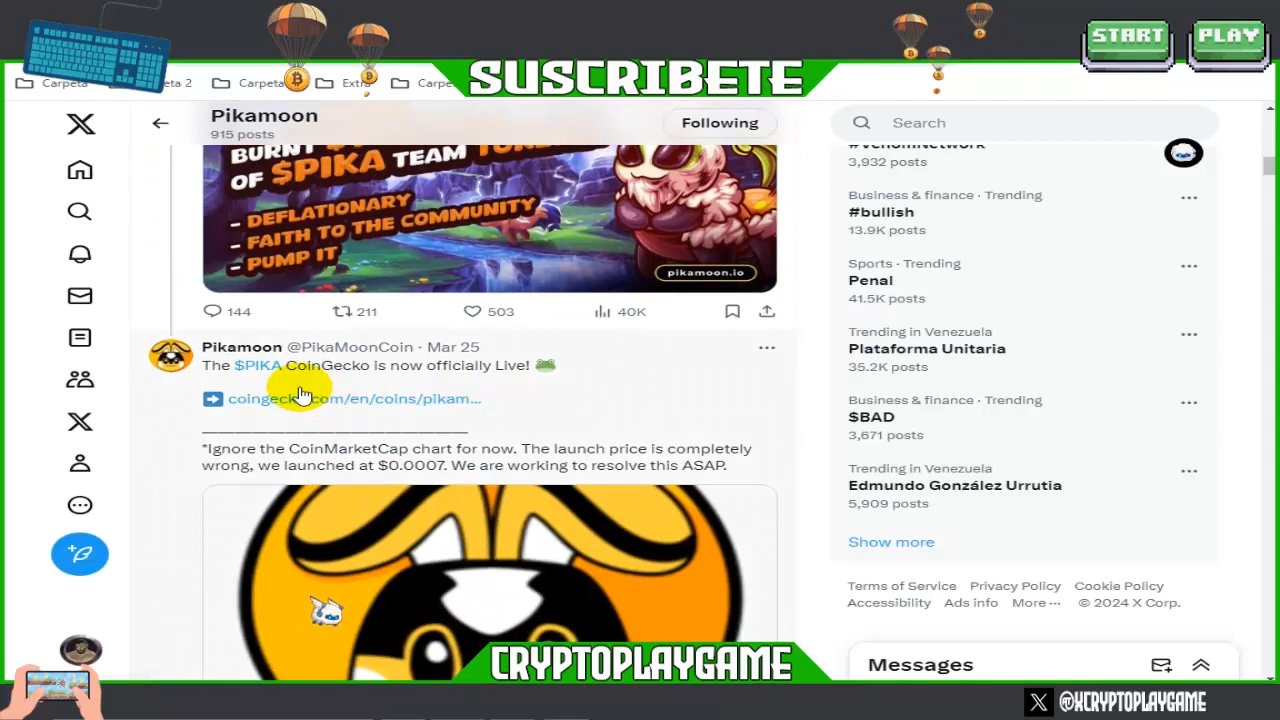 START
PLAY
SUSCRIBETE
Carpeta
2
Carpeta
Extra
Pikamoon
915 posts
Following
Search
BURNT
OF $PIKA TEAM
- DEFLATIONARY
- FAITH TO THE COMMUNITY
- PUMP IT
pikamoon.io
144
211
503
40K
Pikamoon @PikaMoonCoin · Mar 25
The $PIKA CoinGecko is now officially Live! 🐸
➡️ coingecko.com/en/coins/pikam...
*Ignore the CoinMarketCap chart for now. The launch price is completely
wrong, we launched at $0.0007. We are working to resolve this ASAP.
#VenomNetwork
3,932 posts
Business & finance · Trending
#bullish
13.9K posts
Sports · Trending
Penal
41.5K posts
Trending in Venezuela
Plataforma Unitaria
35.2K posts
Business & finance · Trending
$BAD
3,671 posts
Trending in Venezuela
Edmundo González Urrutia
5,909 posts
Show more
Terms of Service Privacy Policy Cookie Policy
Accessibility Ads info More ··· © 2024 X Corp.
Messages
CRYPTOPLAYGAME
@XCRYPTOPLAYGAME